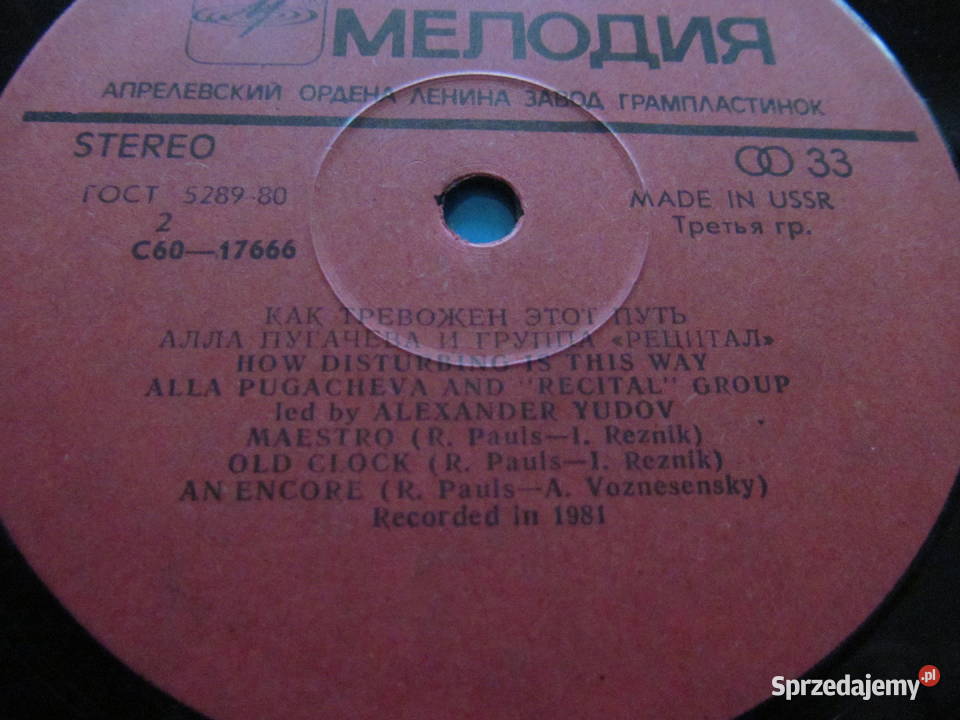 МЕЛОДИЯ
АПРЕЛЕВСКИЙ ОРДЕНА ЛЕНИНА ЗАВОД ГРАМПЛАСТИНОК
STEREO
33
ГОСТ 5289-80
MADE IN USSR
2
Третья гр.
С60—17666
КАК ТРЕВОЖЕН ЭТОТ ПУТЬ
АЛЛА ПУГАЧЕВА И ГРУППА «РЕЦИТАЛ»
HOW DISTURBING IS THIS WAY
ALLA PUGACHEVA AND "RECITAL" GROUP
led by ALEXANDER YUDOV
MAESTRO (R. Pauls—I. Reznik)
OLD CLOCK (R. Pauls—I. Reznik)
AN ENCORE (R. Pauls—A. Voznesensky)
Recorded in 1981
Sprzedajemy.pl